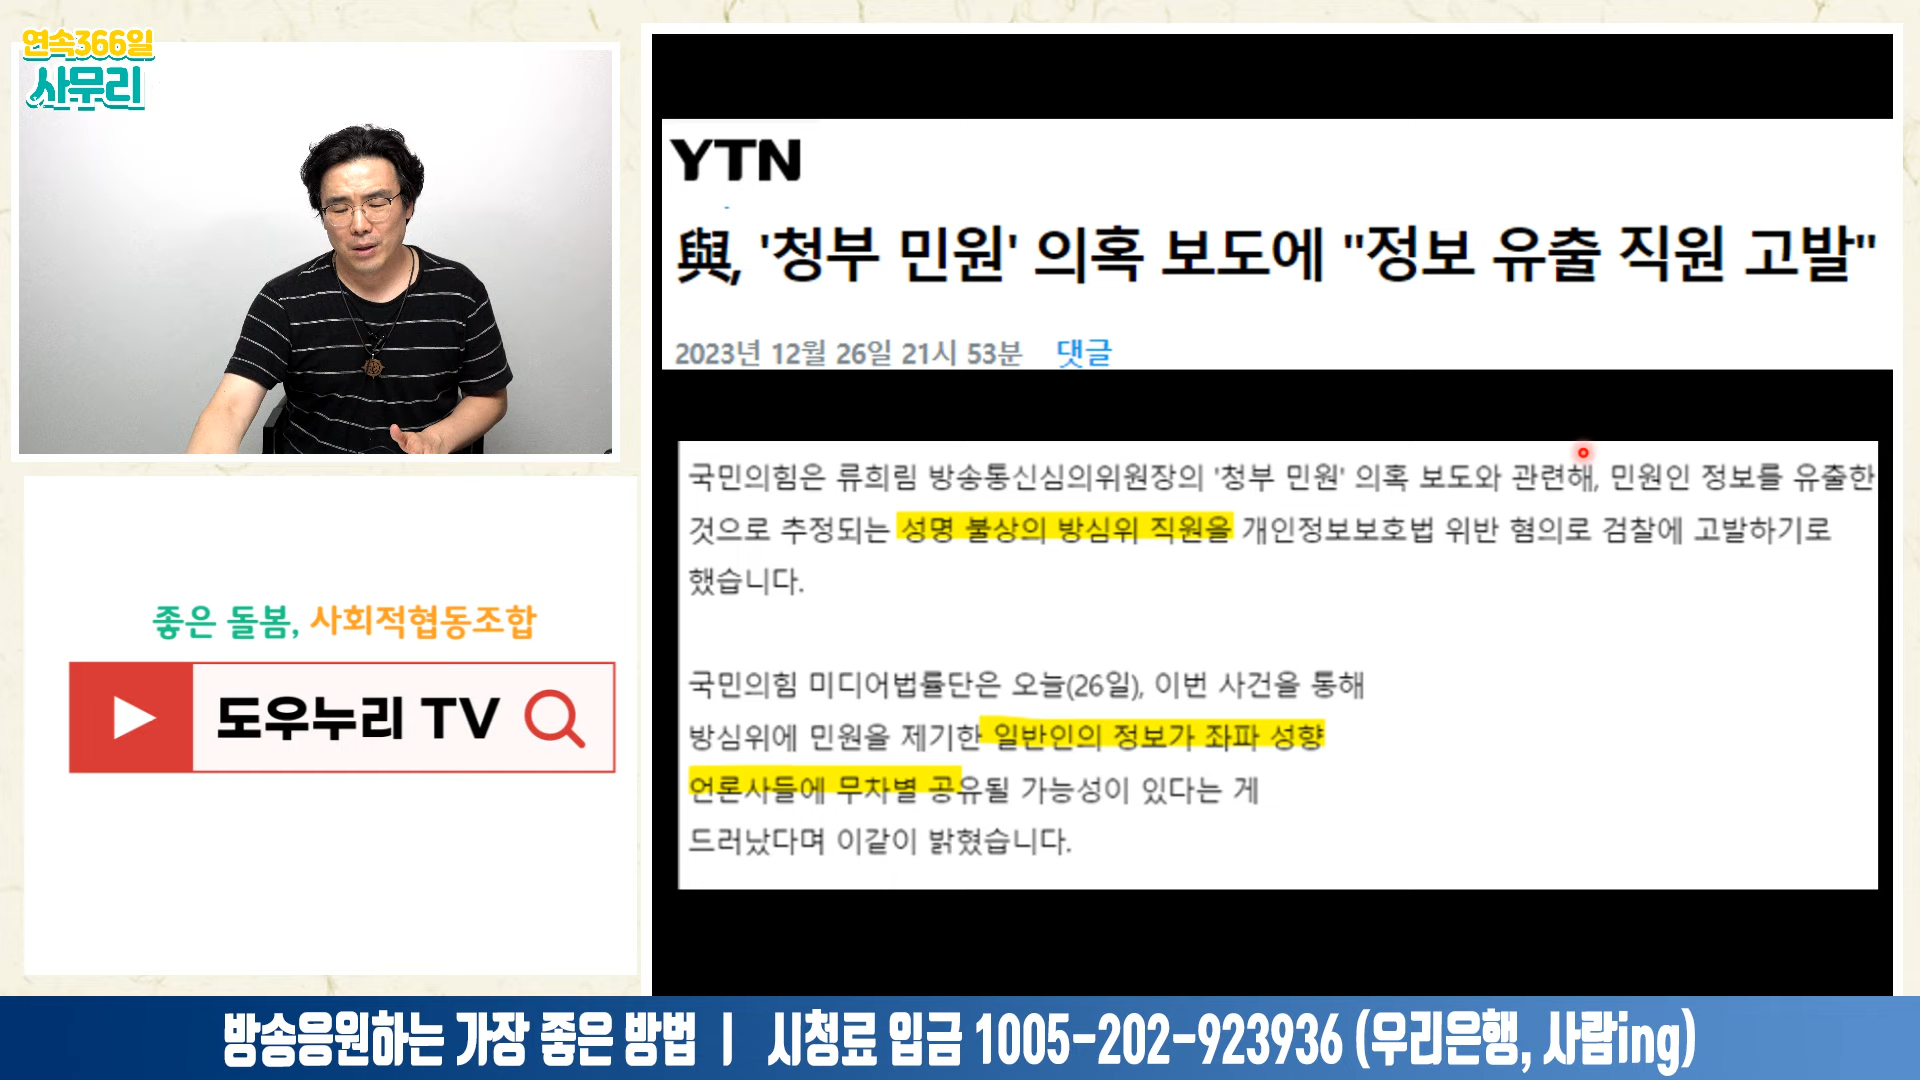 연속366일
사무리
YTN
與, '청부 민원' 의혹 보도에 "정보 유출 직원 고발"
2023년 12월 26일 21시 53분 댓글
국민의힘은 류희림 방송통신심의위원장의 '청부 민원' 의혹 보도와 관련해, 민원인 정보를 유출한
것으로 추정되는 성명 불상의 방심위 직원을 개인정보보호법 위반 혐의로 검찰에 고발하기로
했습니다.
국민의힘 미디어법률단은 오늘(26일), 이번 사건을 통해
방심위에 민원을 제기한 일반인의 정보가 좌파 성향
언론사들에 무차별 공유될 가능성이 있다는 게
드러났다며 이같이 밝혔습니다.
좋은 돌봄, 사회적협동조합
도우누리 TV
방송응원하는 가장 좋은 방법 | 시청료 입금 1005-202-923936 (우리은행, 사람ing)